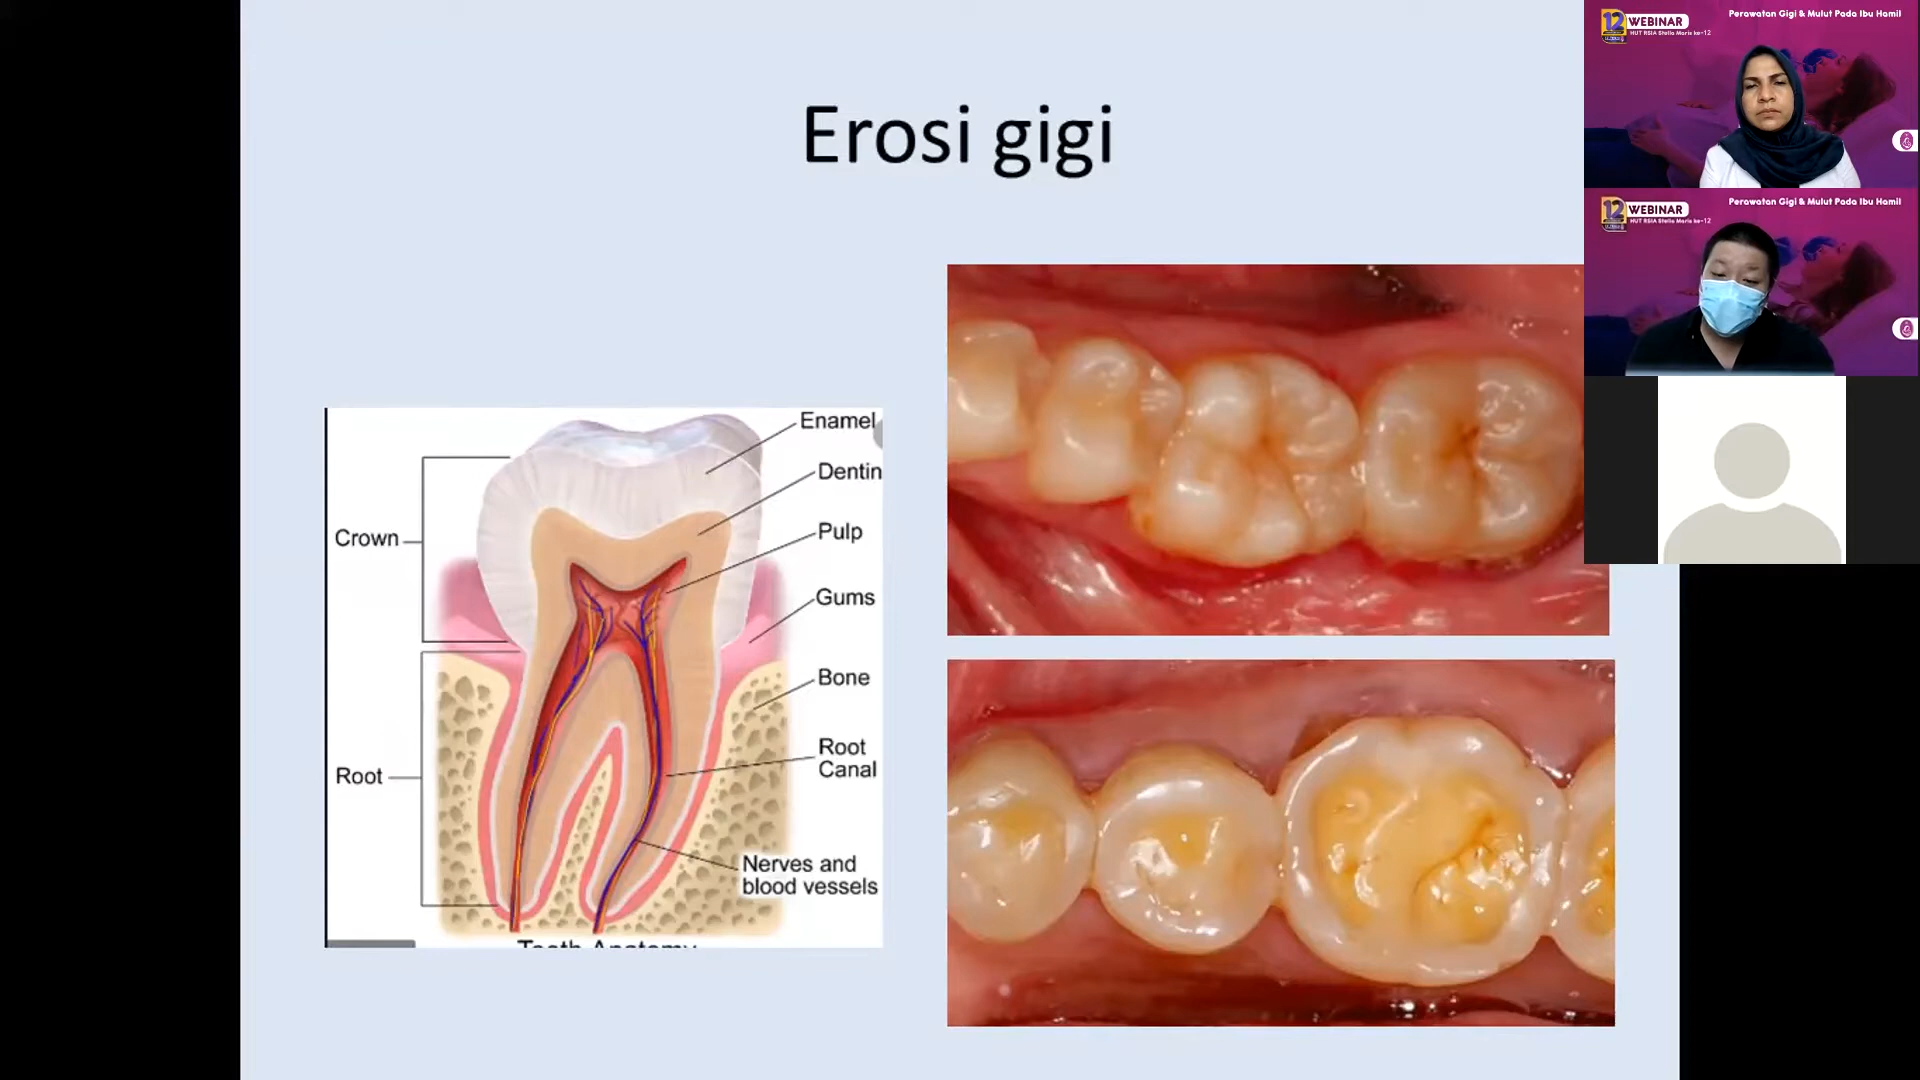 Erosi gigi
Enamel
Dentin
Pulp
Gums
Bone
Root
Canal
Nerves and
blood vessels
Crown
Root
Tooth Anatomy
12 WEBINAR
HUT RSIA Stella Maris ke-12
Perawatan Gigi & Mulut Pada Ibu Hamil
12 WEBINAR
HUT RSIA Stella Maris ke-12
Perawatan Gigi & Mulut Pada Ibu Hamil